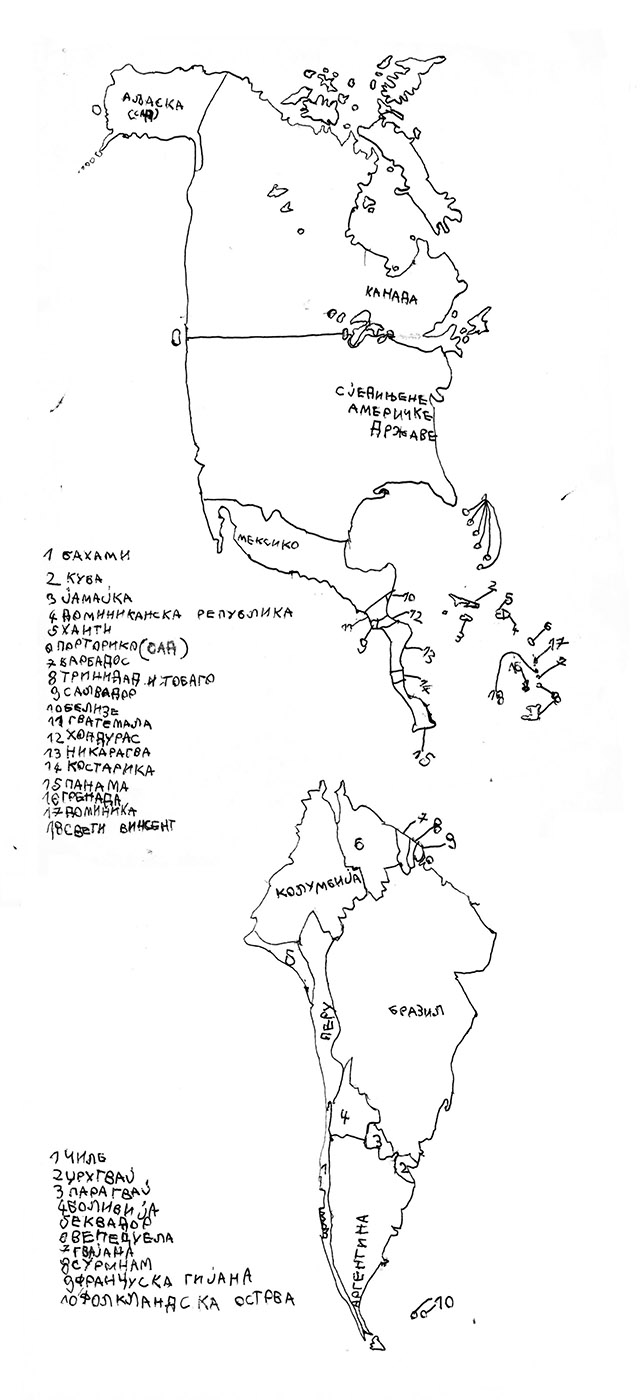 АЛАСКА
(САД)
КАНАДА
СЈЕДИЊЕНЕ
АМЕРИЧКЕ
ДРЖАВЕ
МЕКСИКО
1 БАХАМИ
2 КУБА
3 ЈАМАЈКА
4 ДОМИНИКАНСКА РЕПУБЛИКА
5 ХАИТИ
6 ПОРТОРИКО (САД)
7 БАРБАДОС
8 ТРИНИДАД И ТОБАГО
9 САЛВАДОР
10 БЕЛИЗЕ
11 ГВАТЕМАЛА
12 ХОНДУРАС
13 НИКАРАГВА
14 КОСТАРИКА
15 ПАНАМА
16 ГРЕНАДА
17 ДОМИНИКА
18 СВЕТИ ВИНСЕНТ
10
11
12
9
13
14
15
1
2
3
5
4
6
17
16
18
8
7
8
9
6
КОЛУМБИЈА
5
ПЕРУ
БРАЗИЛ
4
3
2
АРГЕНТИНА
10
1 ЧИЛЕ
2 УРУГВАЈ
3 ПАРАГВАЈ
4 БОЛИВИЈА
5 ЕКВАДОР
6 ВЕНЕЦУЕЛА
7 ГВАЈАНА
8 СУРИНАМ
9 ФРАНЦУСКА ГИЈАНА
10 ФОЛКЛАНДСКА ОСТРВА